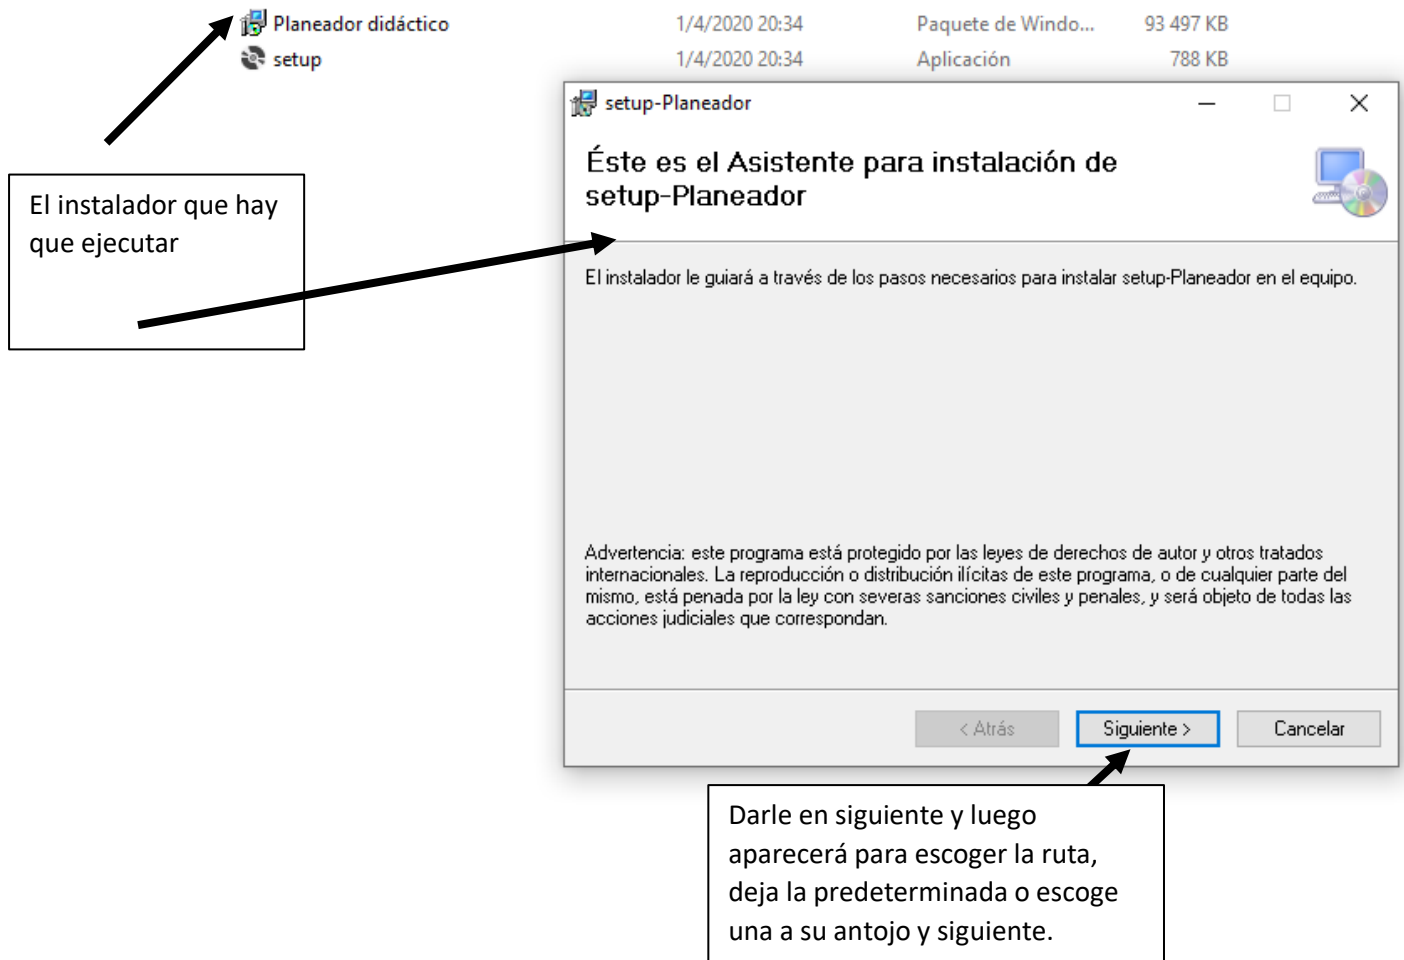 Planeador didáctico 1/4/2020 20:34 Paquete de Windo... 93 497 KB
setup 1/4/2020 20:34 Aplicación 788 KB
El instalador que hay
que ejecutar
setup-Planeador
Éste es el Asistente para instalación de
setup-Planeador
El instalador le guiará a través de los pasos necesarios para instalar setup-Planeador en el equipo.
Advertencia: este programa está protegido por las leyes de derechos de autor y otros tratados
internacionales. La reproducción o distribución ilícitas de este programa, o de cualquier parte del
mismo, está penada por la ley con severas sanciones civiles y penales, y será objeto de todas las
acciones judiciales que correspondan.
< Atrás Siguiente > Cancelar
Darle en siguiente y luego
aparecerá para escoger la ruta,
deja la predeterminada o escoge
una a su antojo y siguiente.